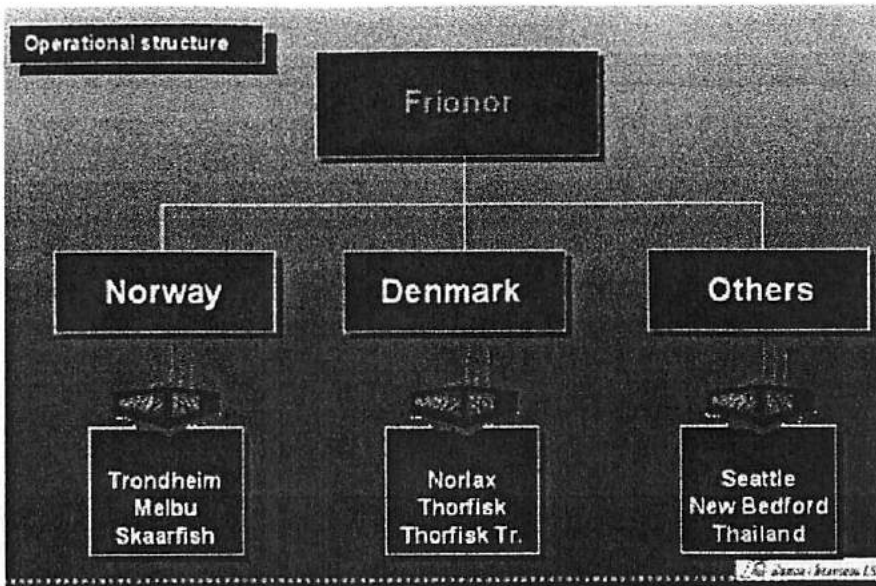 Operational structure
Frionor
Norway
Denmark
Others
Trondheim
Melbu
Skaarfish
Norlax
Thorfisk
Thorfisk Tr.
Seattle
New Bedford
Thailand